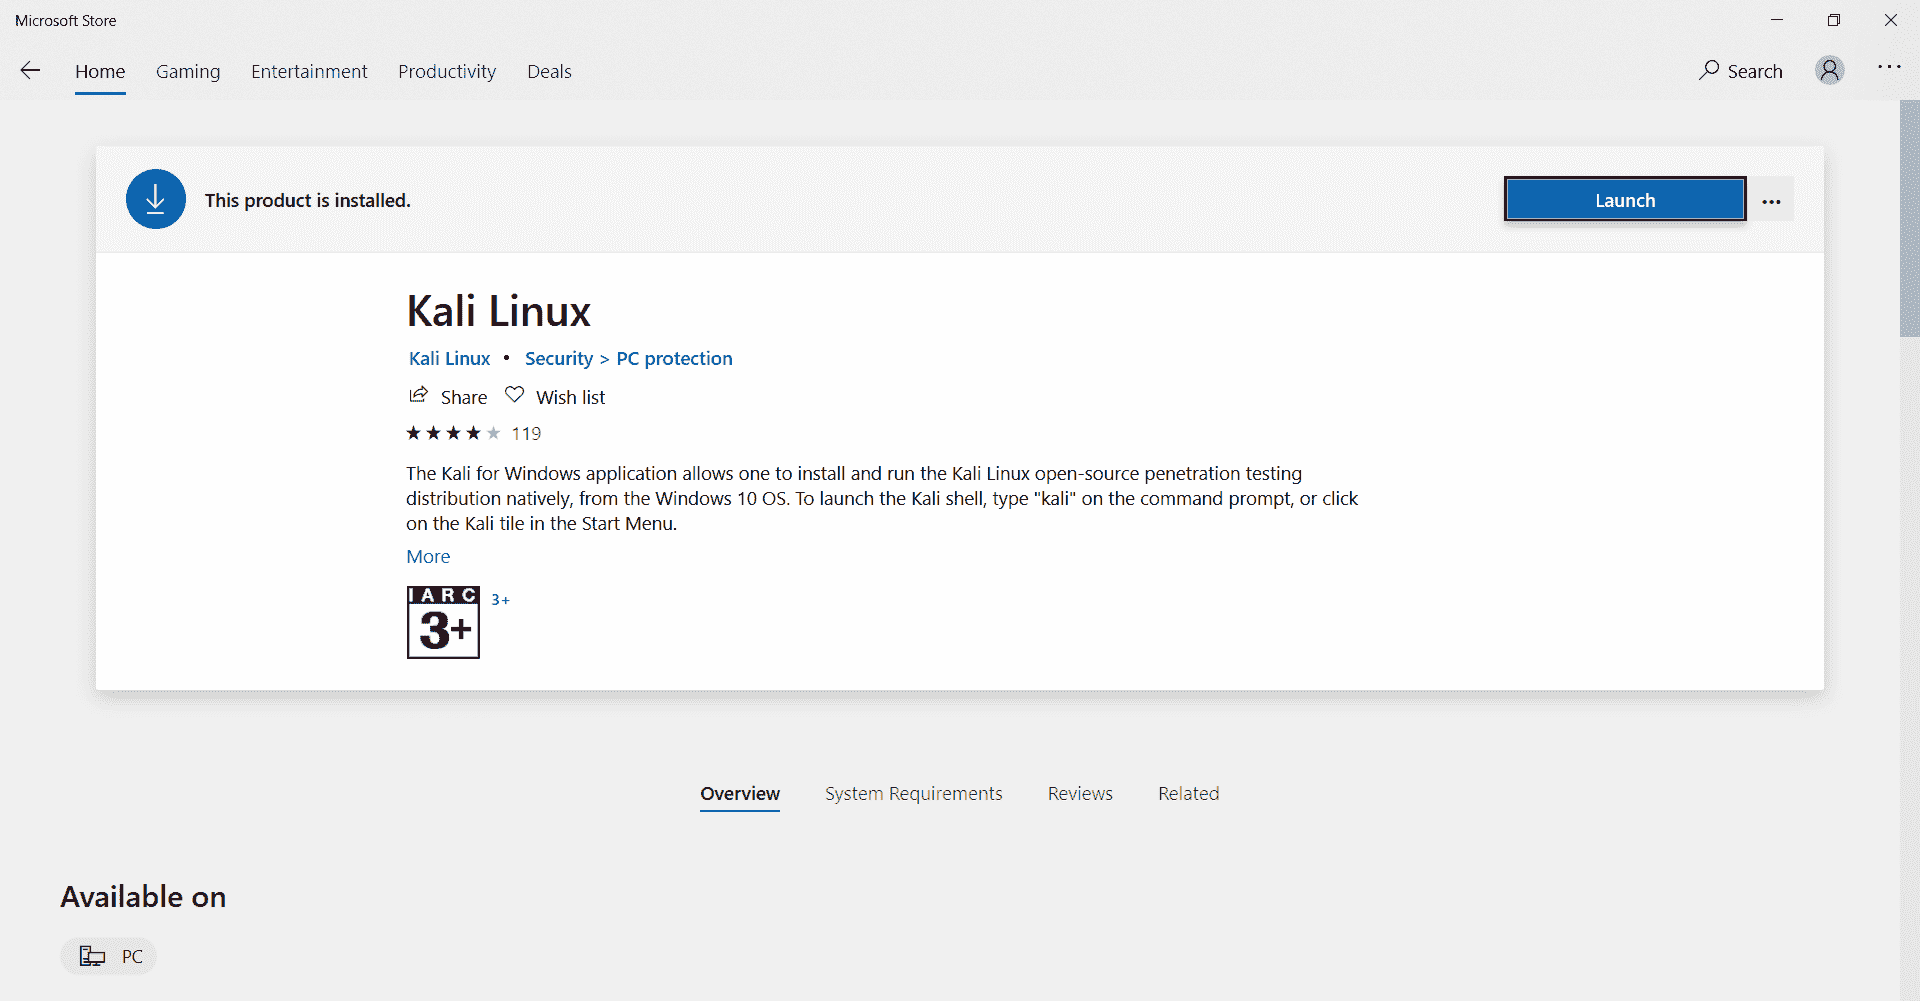 Microsoft Store
Home Gaming Entertainment Productivity Deals Search
This product is installed. Launch
Kali Linux
Kali Linux • Security > PC protection
Share Wish list
119
The Kali for Windows application allows one to install and run the Kali Linux open-source penetration testing
distribution natively, from the Windows 10 OS. To launch the Kali shell, type "kali" on the command prompt, or click
on the Kali tile in the Start Menu.
More
IARC
3+
3+
Overview System Requirements Reviews Related
Available on
PC